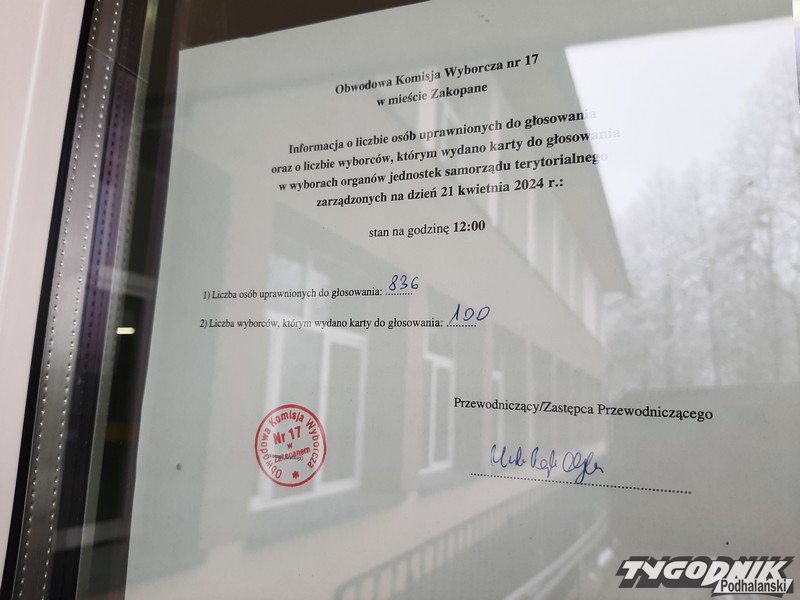 Obwodowa Komisja Wyborcza nr 17
w mieście Zakopane
Informacja o liczbie osób uprawnionych do głosowania
oraz o liczbie wyborców, którym wydano karty do głosowania
w wyborach organów jednostek samorządu terytorialnego
zarządzonych na dzień 21 kwietnia 2024 r.:
stan na godzinę 12:00
1) Liczba osób uprawnionych do głosowania: 836
2) Liczba wyborców, którym wydano karty do głosowania: 100
Przewodniczący/Zastępca Przewodniczącego
Obwodowa Komisja Wyborcza
Nr 17
w
Zakopanem
TYGODNIK
Podhalański